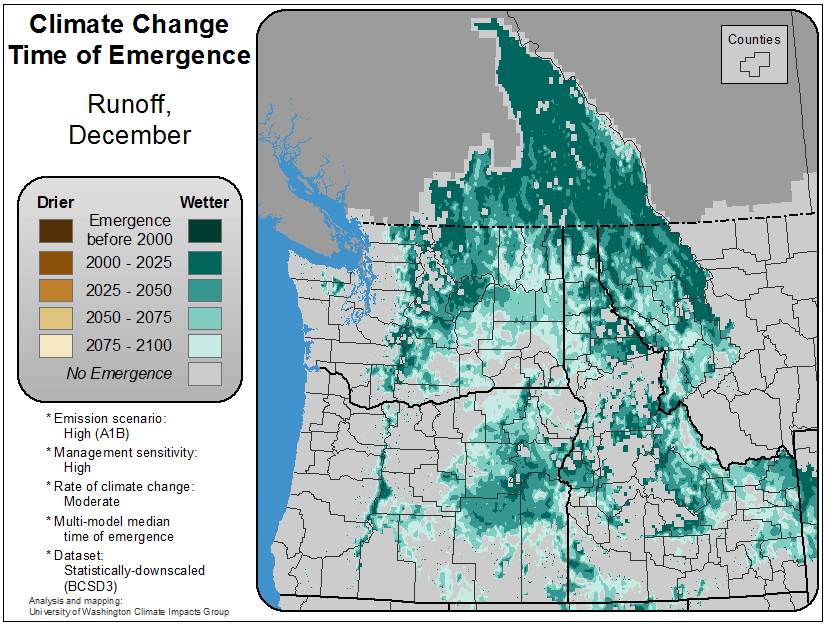 Climate Change
Time of Emergence
Runoff,
December
Counties
Drier
Wetter
Emergence
before 2000
2000 - 2025
2025 - 2050
2050 - 2075
2075 - 2100
No Emergence
* Emission scenario:
High (A1B)
* Management sensitivity:
High
* Rate of climate change:
Moderate
* Multi-model median
time of emergence
* Dataset:
Statistically-downscaled
(BCSD3)
Analysis and mapping:
University of Washington Climate Impacts Group